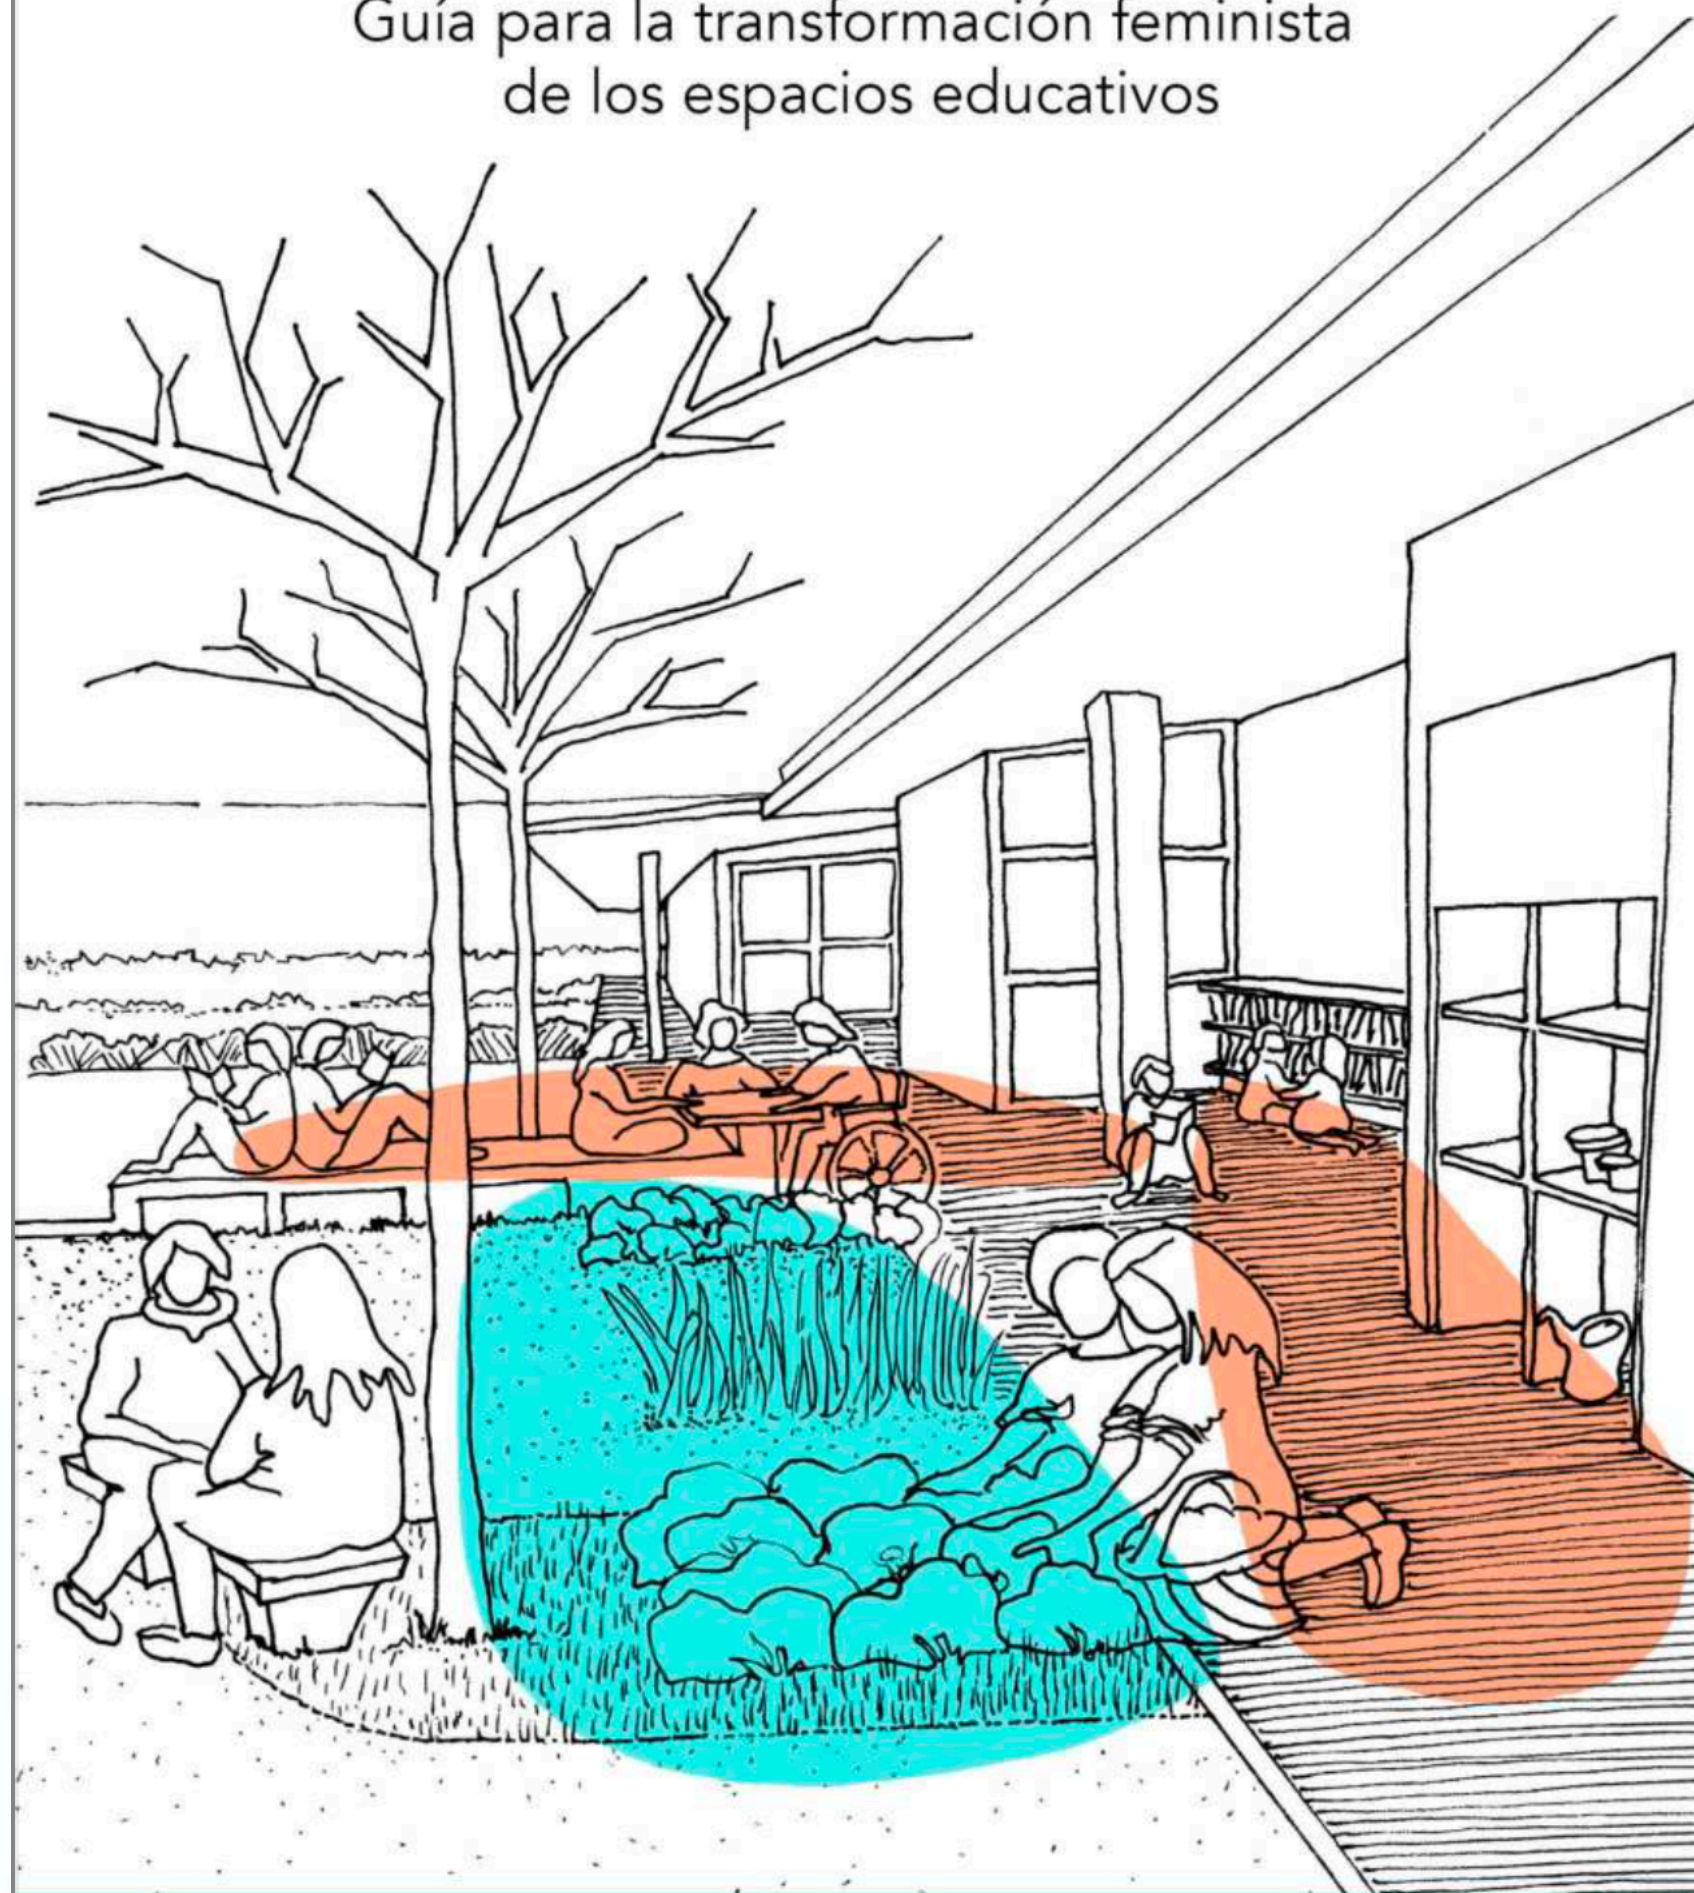 Guía para la transformación feminista
de los espacios educativos